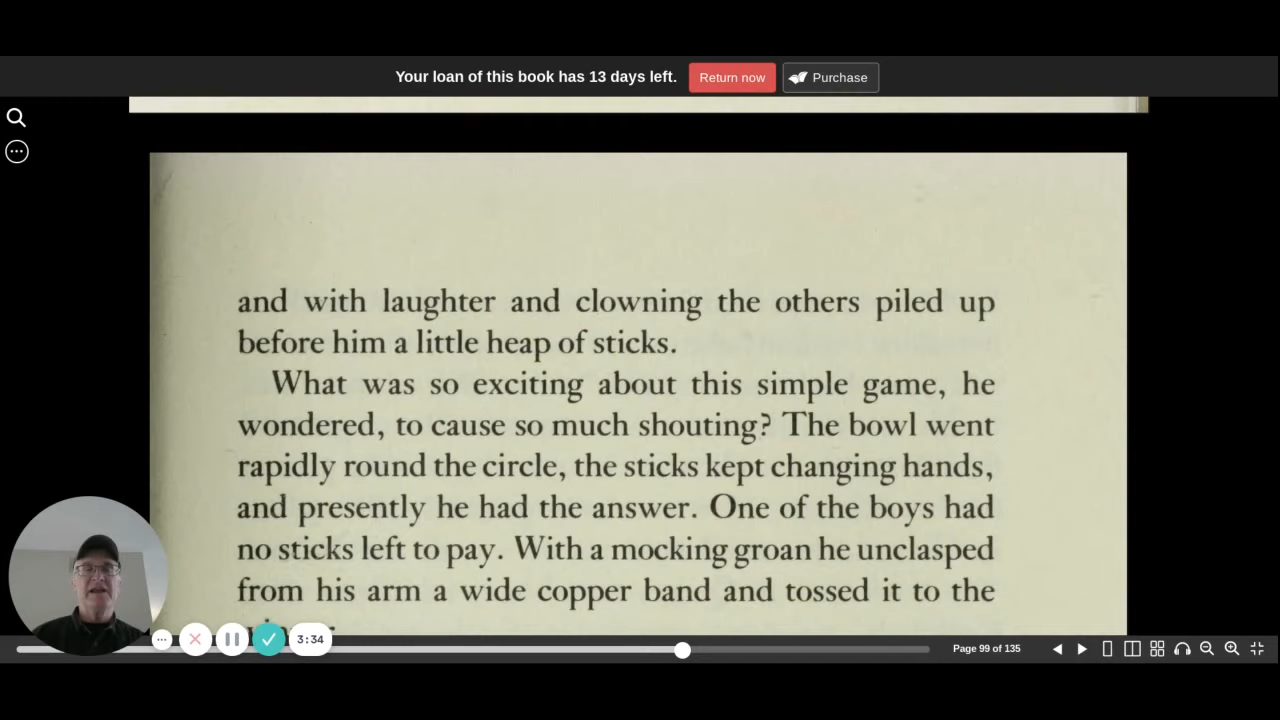 Your loan of this book has 13 days left.
Return now
Purchase
and with laughter and clowning the others piled up
before him a little heap of sticks.
What was so exciting about this simple game, he
wondered, to cause so much shouting? The bowl went
rapidly round the circle, the sticks kept changing hands,
and presently he had the answer. One of the boys had
no sticks left to pay. With a mocking groan he unclasped
from his arm a wide copper band and tossed it to the
3:34
Page 99 of 135